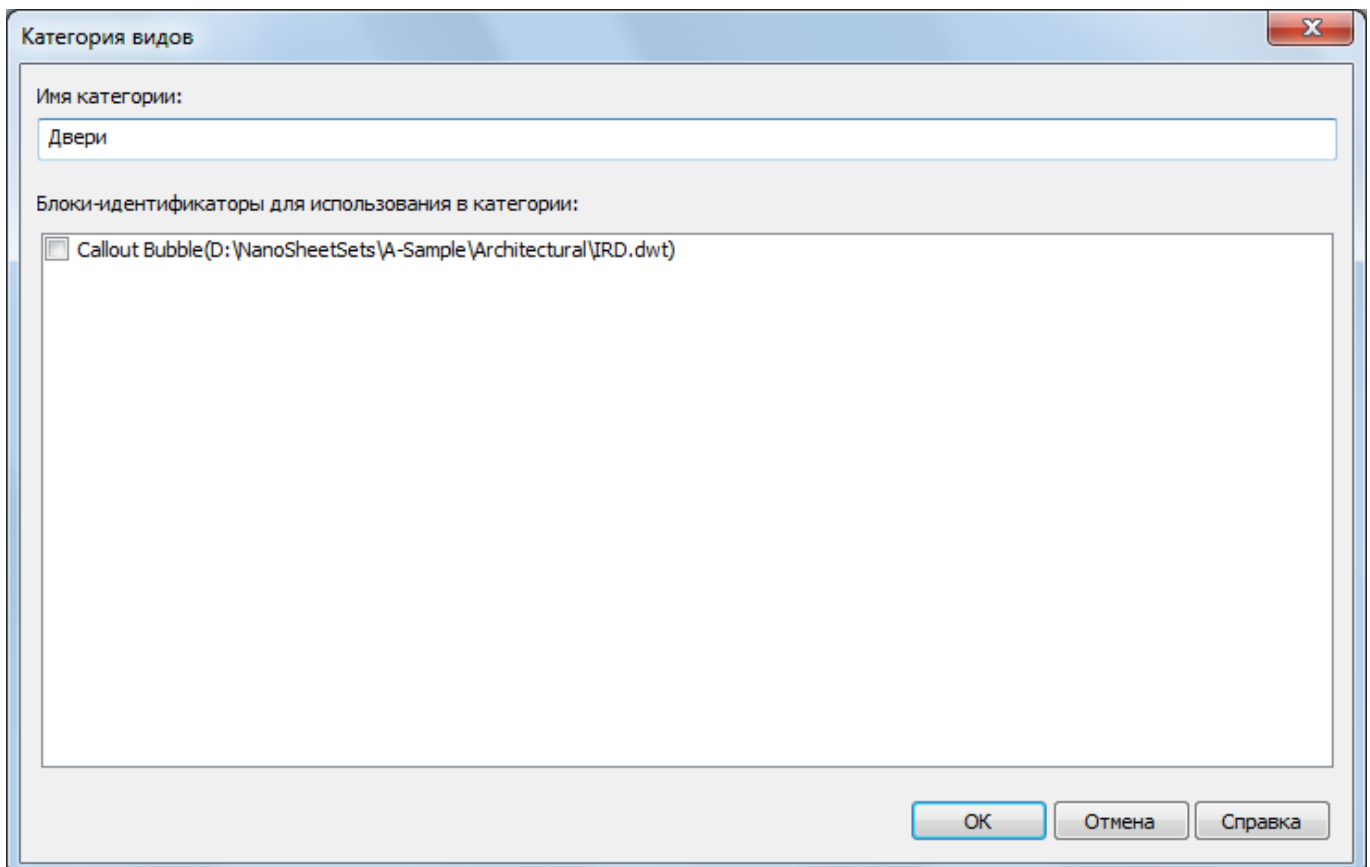 Категория видов
Имя категории:
Двери
Блоки-идентификаторы для использования в категории:
Callout Bubble(D:\NanoSheetSets\A-Sample\Architectural\IRD.dwt)
ОК Отмена Справка